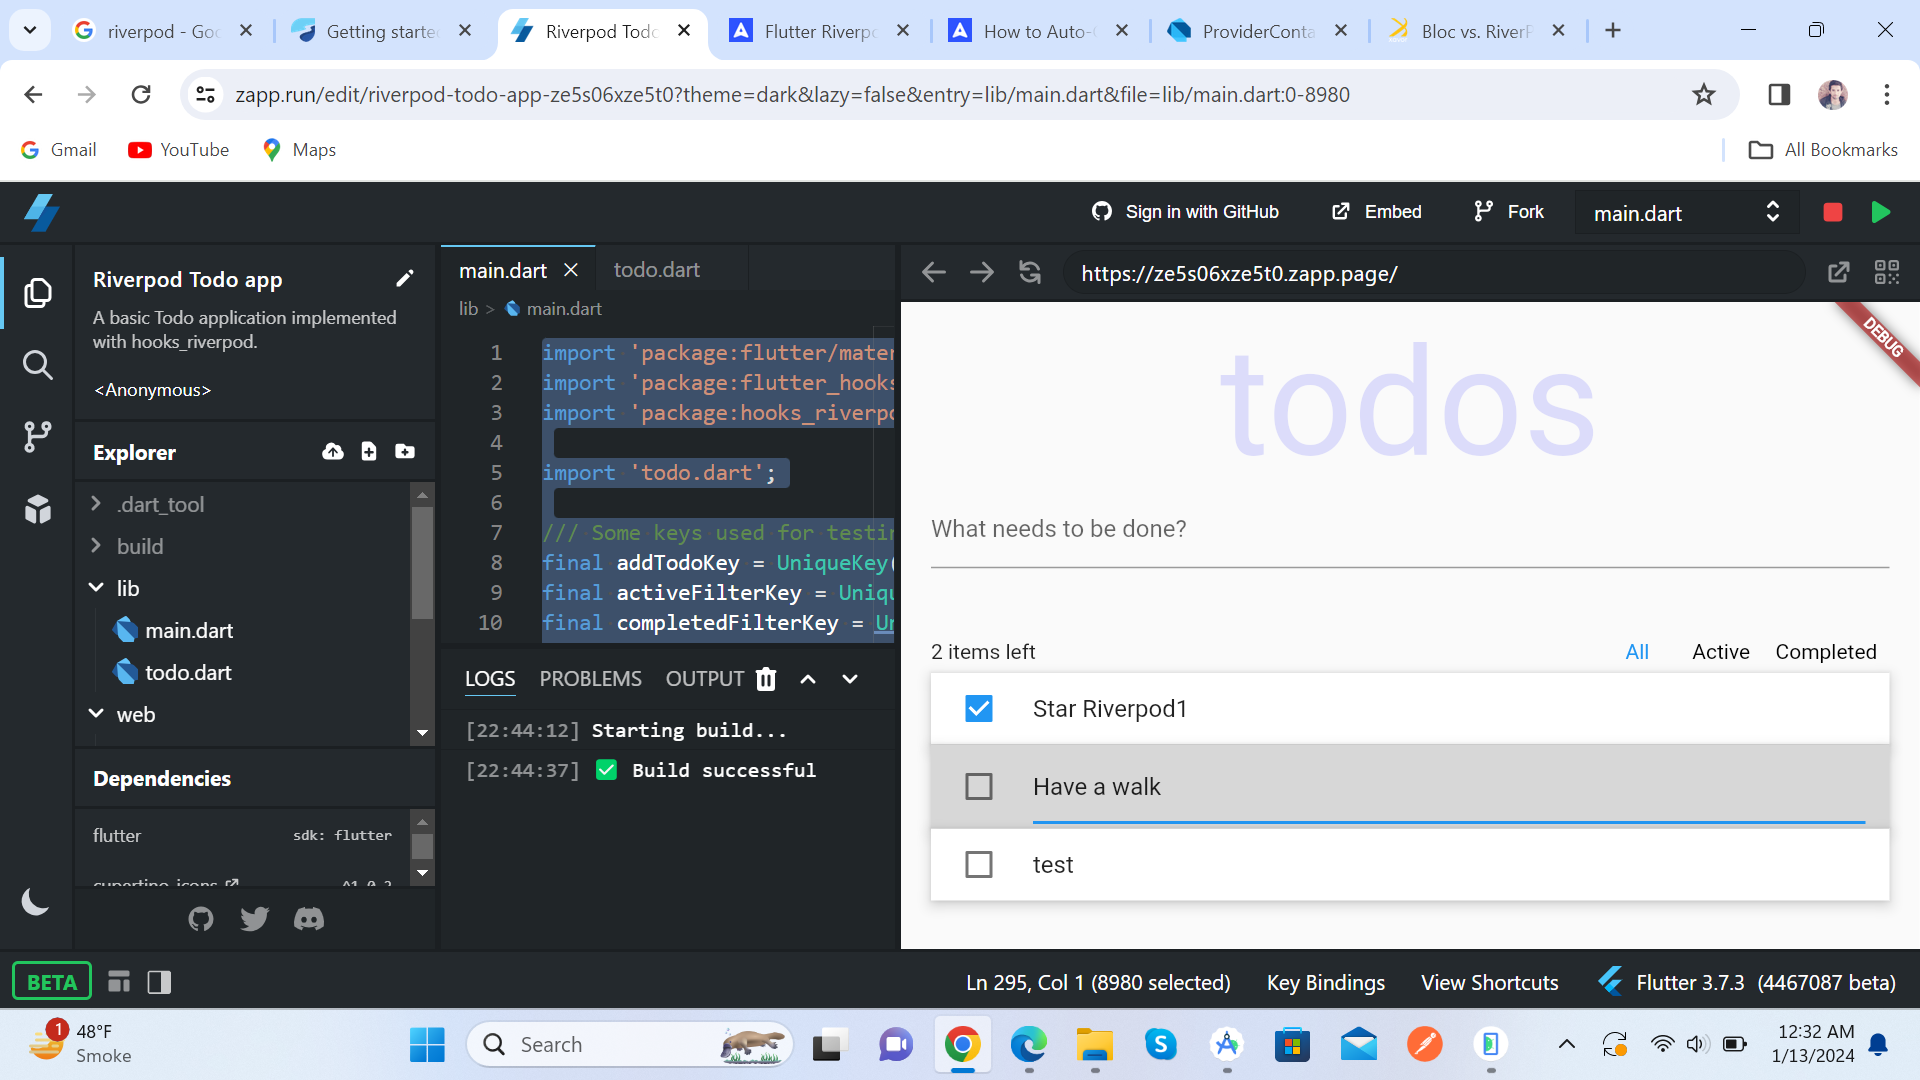 riverpod - Goo
Getting starte
Riverpod Todo
Flutter Riverpo
How to Auto-
ProviderConta
Bloc vs. RiverP
zapp.run/edit/riverpod-todo-app-ze5s06xze5t0?theme=dark&lazy=false&entry=lib/main.dart&file=lib/main.dart:0-8980
Gmail
YouTube
Maps
All Bookmarks
Sign in with GitHub
Embed
Fork
main.dart
Riverpod Todo app
A basic Todo application implemented
with hooks_riverpod.
<Anonymous>
Explorer
.dart_tool
build
lib
main.dart
todo.dart
web
Dependencies
flutter sdk: flutter
cupertino_icons ^1.0.2
BETA
main.dart
todo.dart
lib > main.dart
1 import 'package:flutter/mater
2 import 'package:flutter_hooks
3 import 'package:hooks_riverpo
4
5 import 'todo.dart';
6
7 /// Some keys used for testin
8 final addTodoKey = UniqueKey(
9 final activeFilterKey = Uniqu
10 final completedFilterKey = Un
LOGS PROBLEMS OUTPUT
[22:44:12] Starting build...
[22:44:37] Build successful
https://ze5s06xze5t0.zapp.page/
DEBUG
todos
What needs to be done?
2 items left
All Active Completed
Star Riverpod1
Have a walk
test
Ln 295, Col 1 (8980 selected)
Key Bindings
View Shortcuts
Flutter 3.7.3 (4467087 beta)
1
48°F
Smoke
Search
12:32 AM
1/13/2024